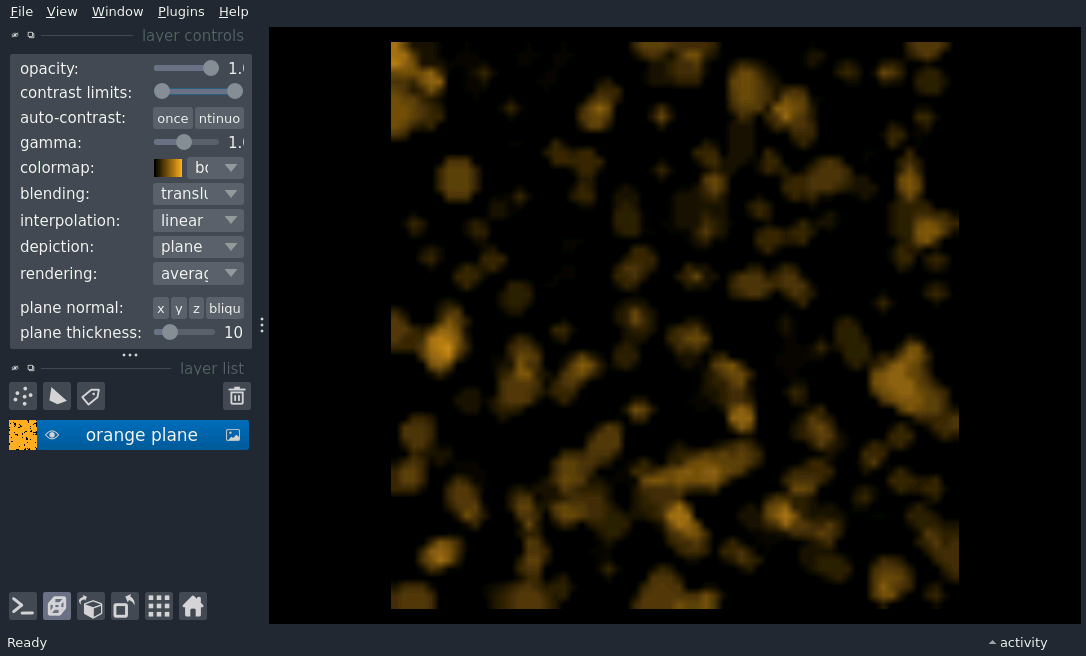 File View Window Plugins Help
layer controls
opacity: 1.
contrast limits:
auto-contrast: once ntinuo
gamma: 1.
colormap: bo
blending: translu
interpolation: linear
depiction: plane
rendering: averag
plane normal: x y z bliqu
plane thickness: 10
layer list
orange plane
Ready
activity